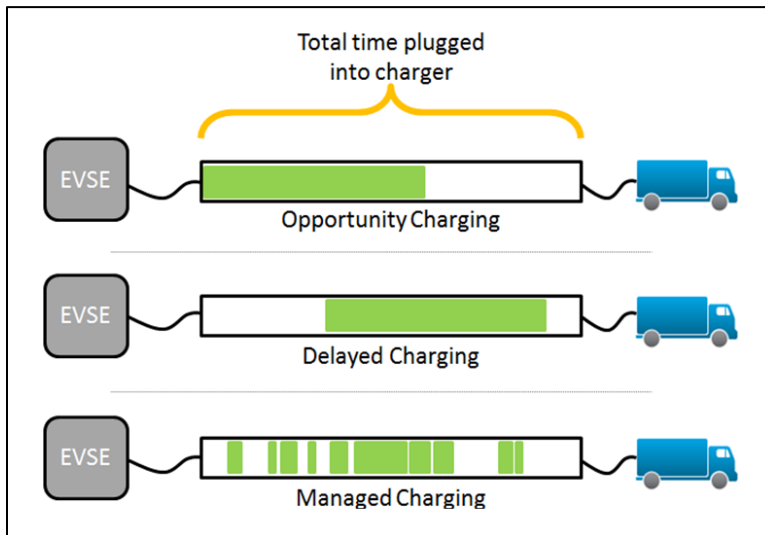 Total time plugged
into charger
EVSE
Opportunity Charging
EVSE
Delayed Charging
EVSE
Managed Charging